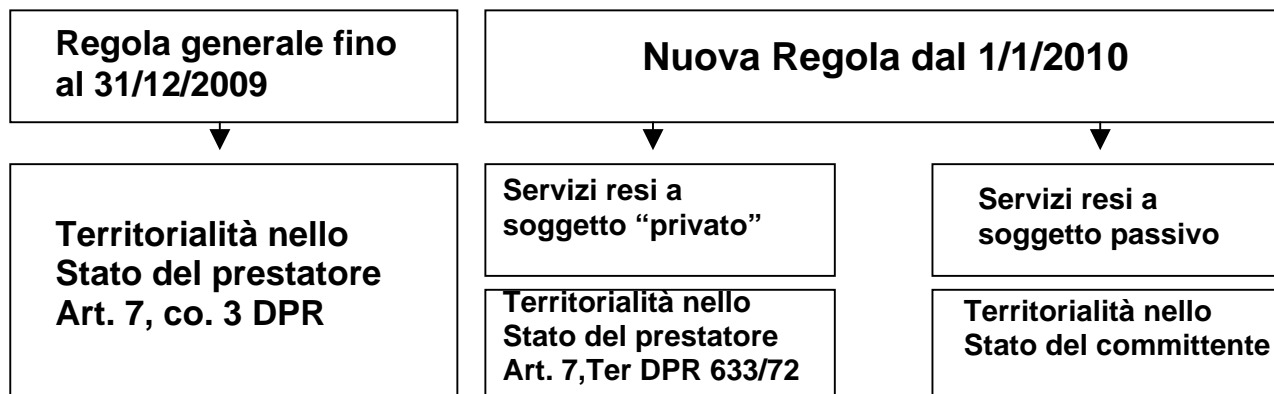 Regola generale fino
al 31/12/2009
Nuova Regola dal 1/1/2010
Territorialità nello
Stato del prestatore
Art. 7, co. 3 DPR
Servizi resi a
soggetto “privato”
Territorialità nello
Stato del prestatore
Art. 7,Ter DPR 633/72
Servizi resi a
soggetto passivo
Territorialità nello
Stato del committente